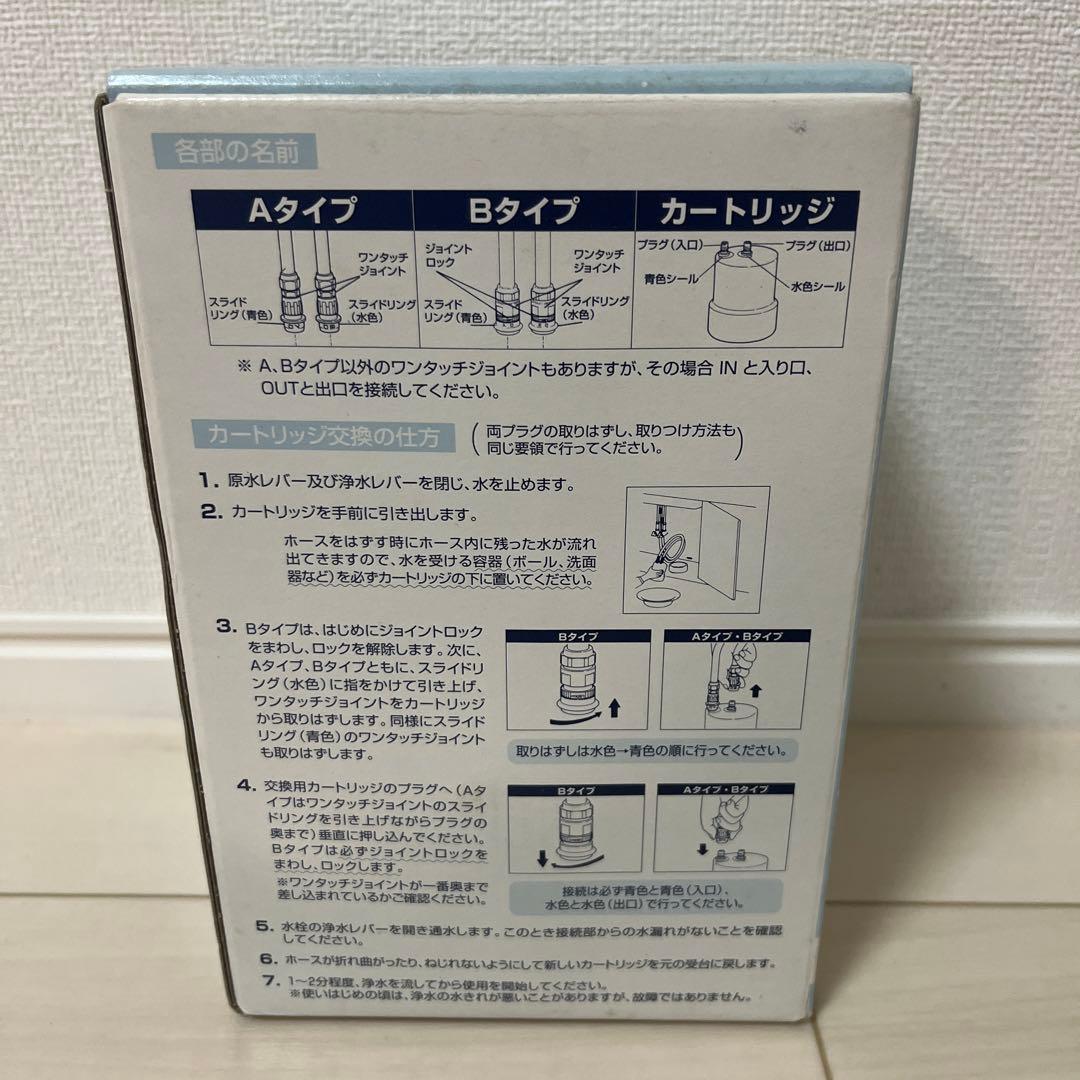 各部の名前
Aタイプ
Bタイプ
カートリッジ
ワンタッチ
ジョイント
スライド
リング(青色)
スライドリング
(水色)
ジョイント
ロック
ワンタッチ
ジョイント
スライド
リング(青色)
スライドリング
(水色)
プラグ(入口)
プラグ(出口)
青色シール
水色シール
※ A、Bタイプ以外のワンタッチジョイントもありますが、その場合 IN と入り口、
OUTと出口を接続してください。
カートリッジ交換の仕方
(両プラグの取りはずし、取りつけ方法も
同じ要領で行ってください。)
1. 原水レバー及び浄水レバーを閉じ、水を止めます。
2. カートリッジを手前に引き出します。
ホースをはずす時にホース内に残った水が流れ
出てきますので、水を受ける容器(ボール、洗面
器など)を必ずカートリッジの下に置いてください。
3. Bタイプは、はじめにジョイントロック
をまわし、ロックを解除します。次に、
Aタイプ、Bタイプともに、スライドリ
ング(水色)に指をかけて引き上げ、
ワンタッチジョイントをカートリッジ
から取りはずします。同様にスライド
リング(青色)のワンタッチジョイント
も取りはずします。
Bタイプ
Aタイプ・Bタイプ
取りはずしは水色→青色の順に行ってください。
4. 交換用カートリッジのプラグへ(Aタ
イプはワンタッチジョイントのスライ
ドリングを引き上げながらプラグの
奥まで)垂直に押し込んでください。
Bタイプは必ずジョイントロックを
まわし、ロックします。
※ワンタッチジョイントが一番奥まで
差し込まれているかご確認ください。
Bタイプ
Aタイプ・Bタイプ
接続は必ず青色と青色(入口)、
水色と水色(出口)で行ってください。
5. 水栓の浄水レバーを開き通水します。このとき接続部からの水漏れがないことを確認
してください。
6. ホースが折れ曲がったり、ねじれないようにして新しいカートリッジを元の受台に戻します。
7. 1〜2分程度、浄水を流してから使用を開始してください。
※使いはじめの頃は、浄水の水きれが悪いことがありますが、故障ではありません。